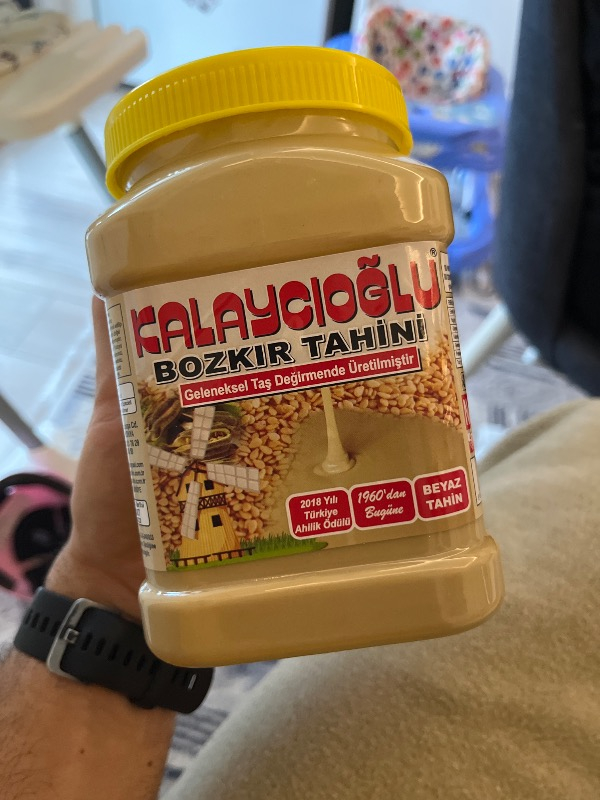 KALAYCIOĞLU®
BOZKIR TAHİNİ
Geleneksel Taş Değirmende Üretilmiştir
2018 Yılı
Türkiye
Ahilik Ödülü
1960'dan
Bugüne
BEYAZ
TAHİN